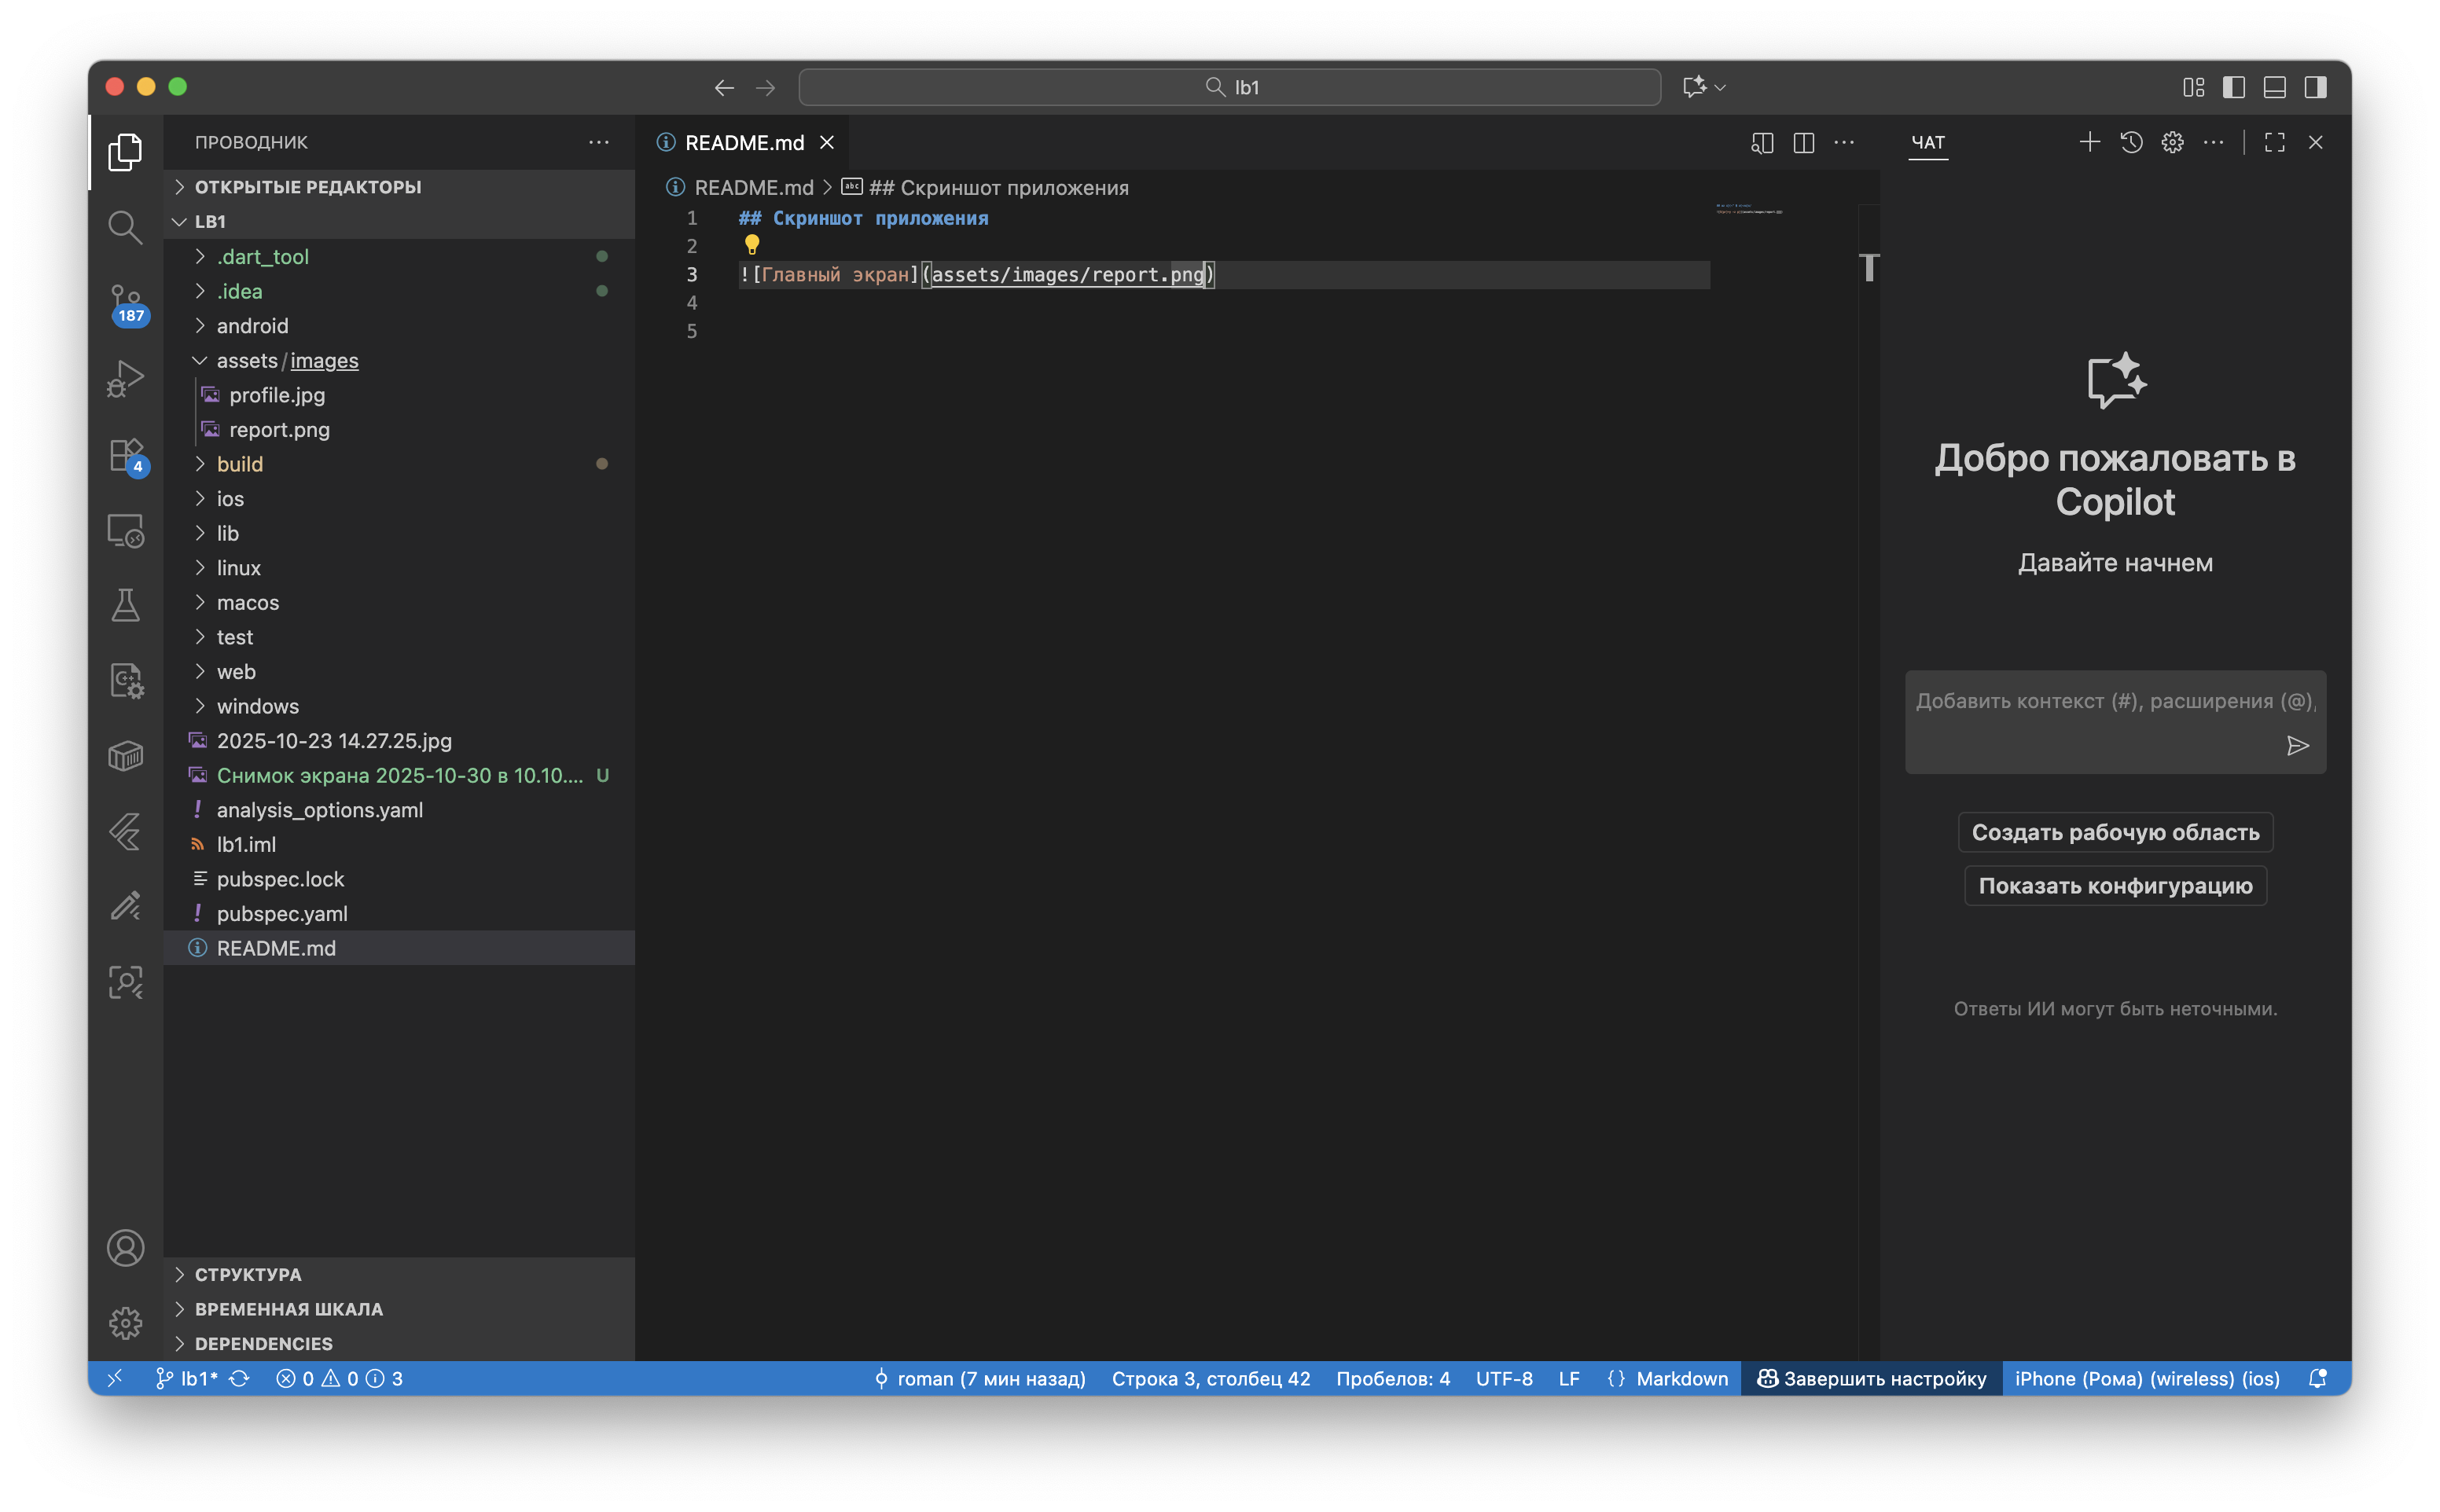 lb1
ПРОВОДНИК
ОТКРЫТЫЕ РЕДАКТОРЫ
LB1
.dart_tool
.idea
android
assets/images
profile.jpg
report.png
build
ios
lib
linux
macos
test
web
windows
2025-10-23 14.27.25.jpg
Снимок экрана 2025-10-30 в 10.10.... U
analysis_options.yaml
lb1.iml
pubspec.lock
pubspec.yaml
README.md
СТРУКТУРА
ВРЕМЕННАЯ ШКАЛА
DEPENDENCIES
187
4
README.md
README.md > ## Скриншот приложения
1 ## Скриншот приложения
2
3 ![Главный экран](assets/images/report.png)
4
5
ЧАТ
Добро пожаловать в
Copilot
Давайте начнем
Добавить контекст (#), расширения (@),
Создать рабочую область
Показать конфигурацию
Ответы ИИ могут быть неточными.
lb1* 0 0 3 roman (7 мин назад) Строка 3, столбец 42 Пробелов: 4 UTF-8 LF {} Markdown Завершить настройку iPhone (Рома) (wireless) (ios)